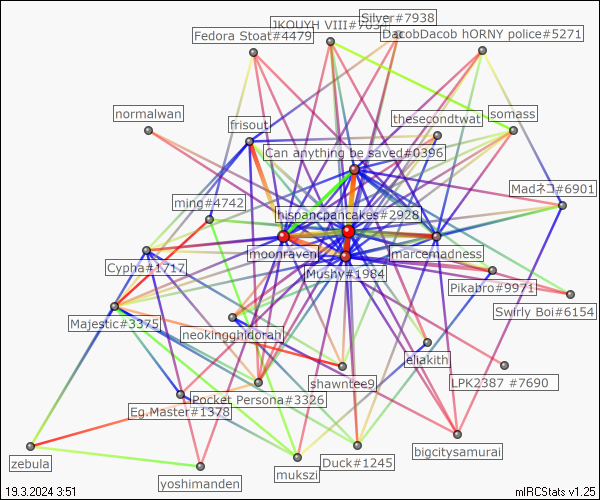 Silver#7938
JKOUYH VIII#
Fedora Stoat#4479
DacobDacob hORNY police#5271
normalwan
thesecondtwat
somass
frisout
Can anything be saved#0396
Madネコ#6901
ming#4742
hispancpancakes#2928
moonraven
marcemadness
Cypha#1717
Mushy#1984
Pikabro#9971
Swirly Boi#6154
Majestic#3375
neokingghidorah
eliakith
shawntee9
LPK2387 #7690
Pocket Persona#3326
Eg.Master#1378
bigcitysamurai
Duck#1245
zebula
mukszi
yoshimanden
19.3.2024 3:51
mIRCStats v1.25